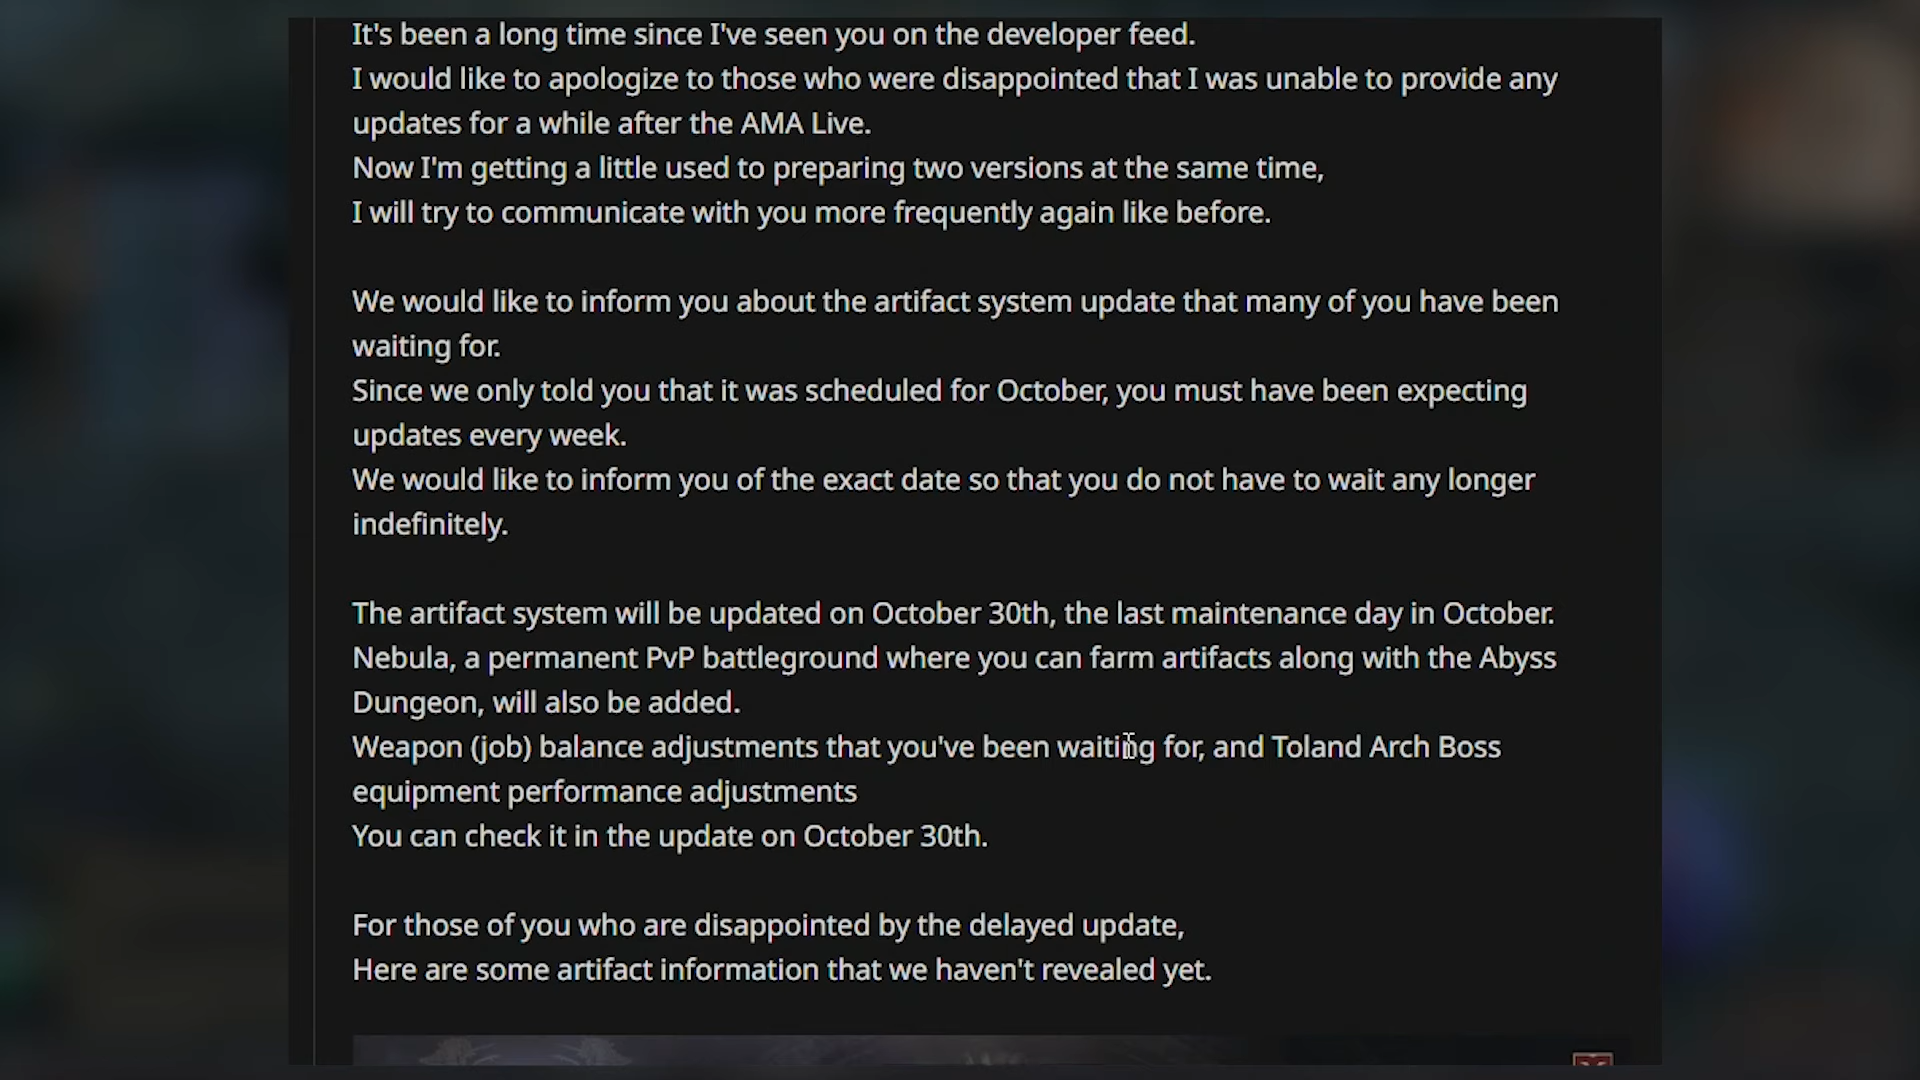 It's been a long time since I've seen you on the developer feed.
I would like to apologize to those who were disappointed that I was unable to provide any
updates for a while after the AMA Live.
Now I'm getting a little used to preparing two versions at the same time,
I will try to communicate with you more frequently again like before.
We would like to inform you about the artifact system update that many of you have been
waiting for.
Since we only told you that it was scheduled for October, you must have been expecting
updates every week.
We would like to inform you of the exact date so that you do not have to wait any longer
indefinitely.
The artifact system will be updated on October 30th, the last maintenance day in October.
Nebula, a permanent PvP battleground where you can farm artifacts along with the Abyss
Dungeon, will also be added.
Weapon (job) balance adjustments that you've been waiting for, and Toland Arch Boss
equipment performance adjustments
You can check it in the update on October 30th.
For those of you who are disappointed by the delayed update,
Here are some artifact information that we haven't revealed yet.